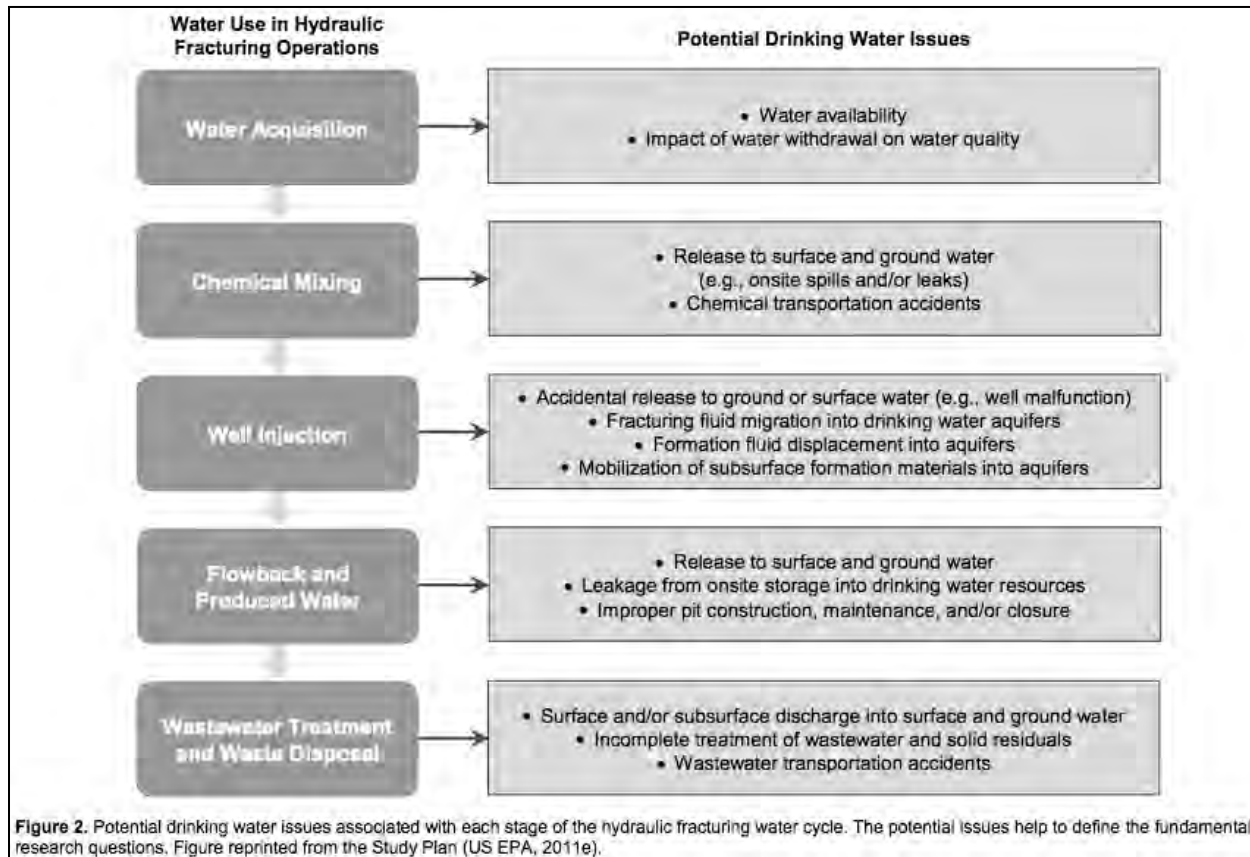 Water Use in Hydraulic
Fracturing Operations
Potential Drinking Water Issues
Water Acquisition
• Water availability
• Impact of water withdrawal on water quality
Chemical Mixing
• Release to surface and ground water
(e.g., onsite spills and/or leaks)
• Chemical transportation accidents
Well Injection
• Accidental release to ground or surface water (e.g., well malfunction)
• Fracturing fluid migration into drinking water aquifers
• Formation fluid displacement into aquifers
• Mobilization of subsurface formation materials into aquifers
Flowback and
Produced Water
• Release to surface and ground water
• Leakage from onsite storage into drinking water resources
• Improper pit construction, maintenance, and/or closure
Wastewater Treatment
and Waste Disposal
• Surface and/or subsurface discharge into surface and ground water
• Incomplete treatment of wastewater and solid residuals
• Wastewater transportation accidents
Figure 2. Potential drinking water issues associated with each stage of the hydraulic fracturing water cycle. The potential issues help to define the fundamental
research questions. Figure reprinted from the Study Plan (US EPA, 2011e).